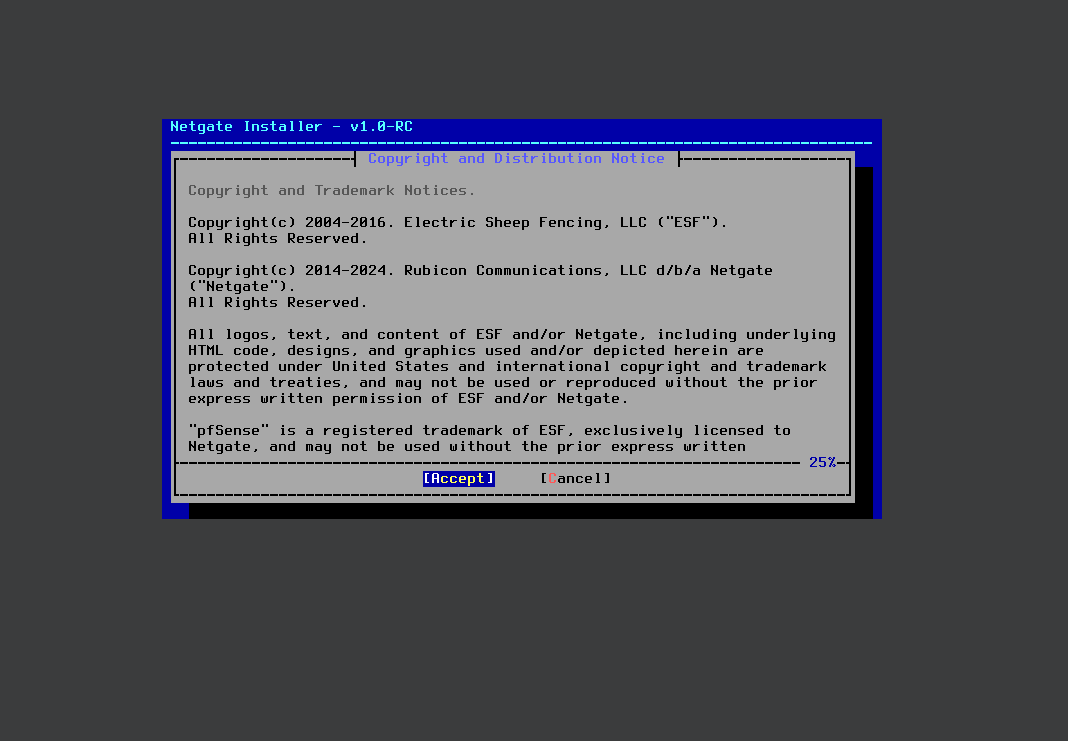 Netgate Installer - v1.0-RC
Copyright and Distribution Notice
Copyright and Trademark Notices.
Copyright(c) 2004-2016. Electric Sheep Fencing, LLC ("ESF").
All Rights Reserved.
Copyright(c) 2014-2024. Rubicon Communications, LLC d/b/a Netgate
("Netgate").
All Rights Reserved.
All logos, text, and content of ESF and/or Netgate, including underlying
HTML code, designs, and graphics used and/or depicted herein are
protected under United States and international copyright and trademark
laws and treaties, and may not be used or reproduced without the prior
express written permission of ESF and/or Netgate.
"pfSense" is a registered trademark of ESF, exclusively licensed to
Netgate, and may not be used without the prior express written
25%
[Accept] [Cancel]